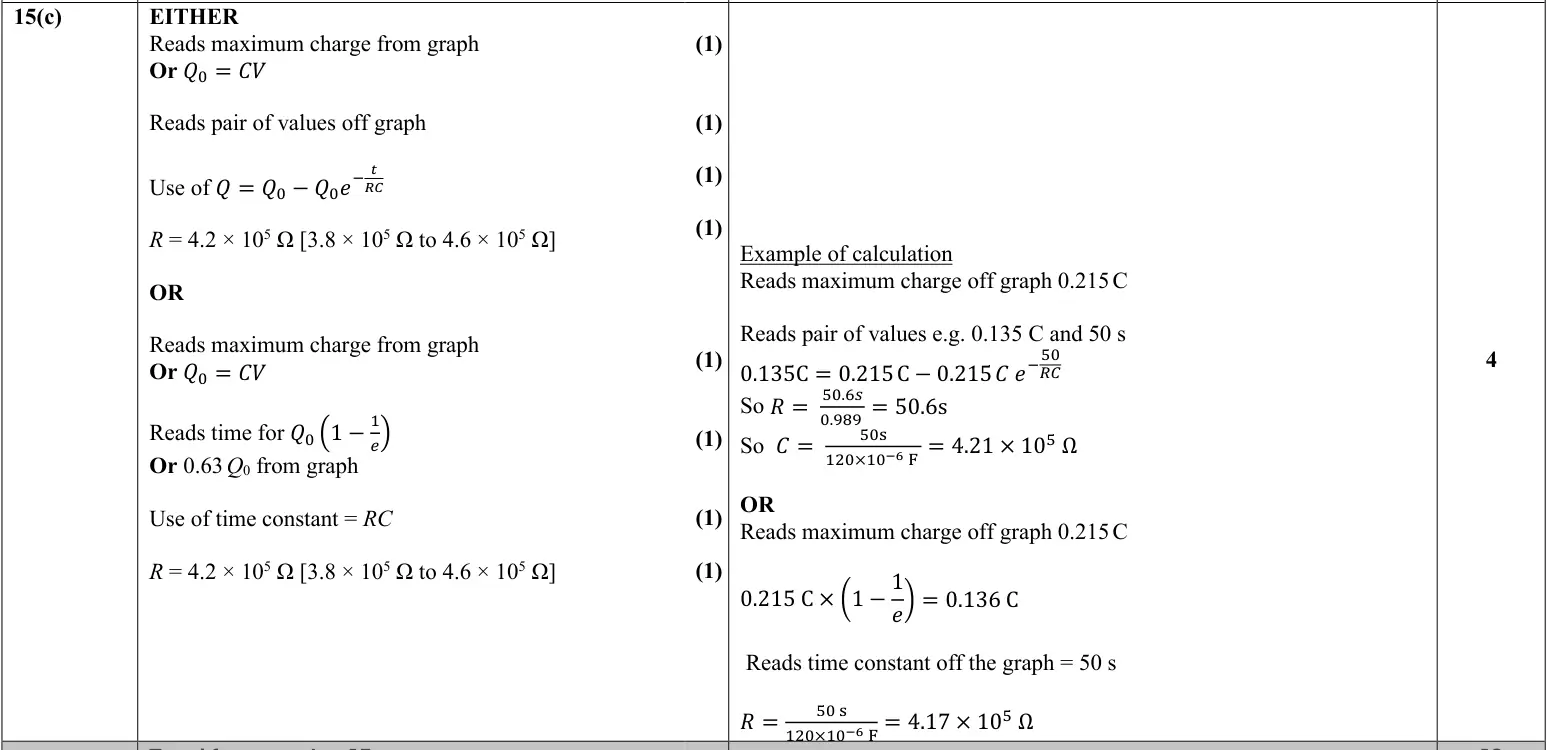 15(c)
EITHER
Reads maximum charge from graph (1)
Or Q₀ = CV
Reads pair of values off graph (1)
Use of Q = Q₀ − Q₀e^(−t/RC) (1)
R = 4.2 × 10⁵ Ω [3.8 × 10⁵ Ω to 4.6 × 10⁵ Ω] (1)
OR
Reads maximum charge from graph
Or Q₀ = CV (1)
Reads time for Q₀ (1 − 1/e)
Or 0.63 Q₀ from graph (1)
Use of time constant = RC (1)
R = 4.2 × 10⁵ Ω [3.8 × 10⁵ Ω to 4.6 × 10⁵ Ω] (1)
Example of calculation
Reads maximum charge off graph 0.215 C
Reads pair of values e.g. 0.135 C and 50 s
0.135C = 0.215 C − 0.215 C e^(−50/RC)
So R = 50.6s/0.989 = 50.6s
So C = 50s/(120×10⁻⁶ F) = 4.21 × 10⁵ Ω
OR
Reads maximum charge off graph 0.215 C
0.215 C × (1 − 1/e) = 0.136 C
Reads time constant off the graph = 50 s
R = 50 s/(120×10⁻⁶ F) = 4.17 × 10⁵ Ω
4